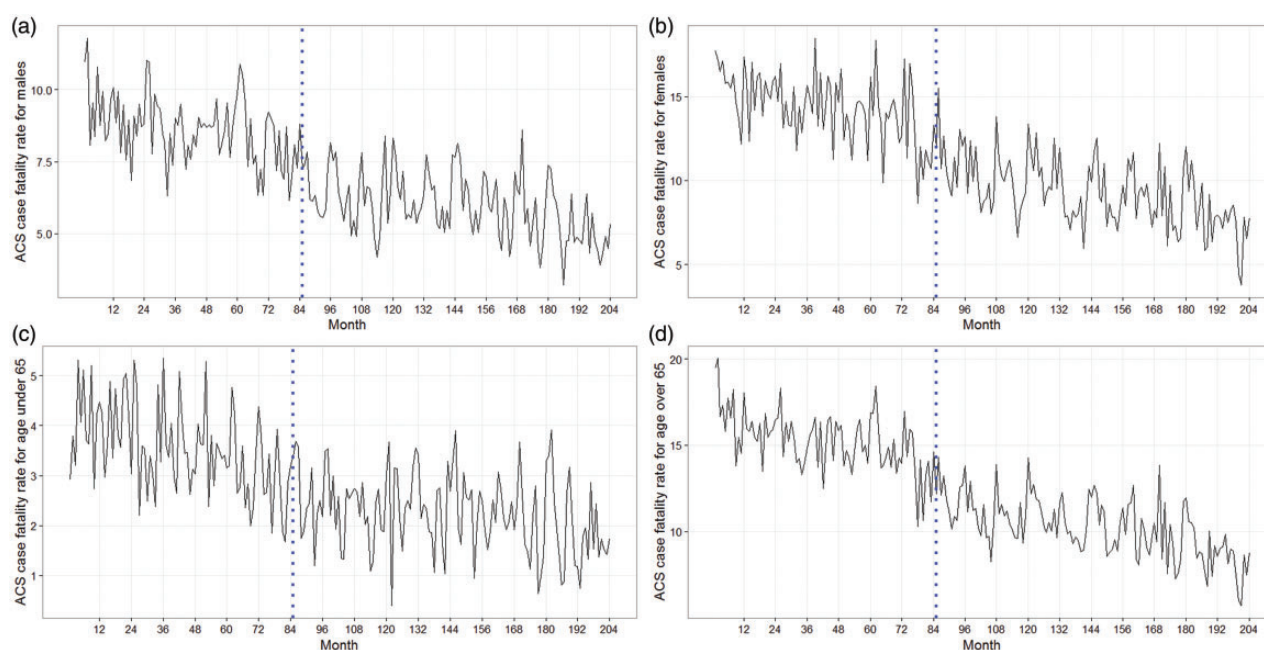 (a)
ACS case fatality rate for males
10.0
7.5
5.0
12 24 36 48 60 72 84 96 108 120 132 144 156 168 180 192 204
Month
(b)
ACS case fatality rate for females
15
10
5
12 24 36 48 60 72 84 96 108 120 132 144 156 168 180 192 204
Month
(c)
ACS case fatality rate for age under 65
5
4
3
2
1
12 24 36 48 60 72 84 96 108 120 132 144 156 168 180 192 204
Month
(d)
ACS case fatality rate for age over 65
20
15
10
12 24 36 48 60 72 84 96 108 120 132 144 156 168 180 192 204
Month